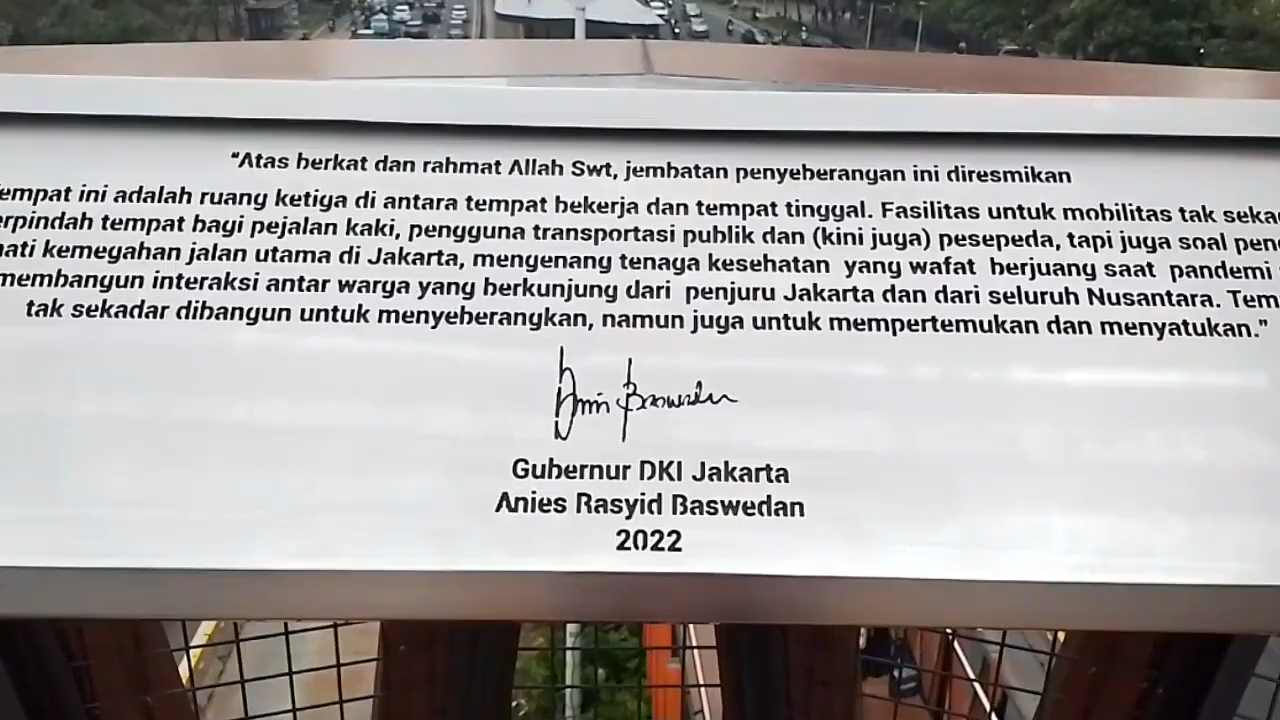 “Atas berkat dan rahmat Allah Swt, jembatan penyeberangan ini diresmikan
ini adalah ruang ketiga di antara tempat bekerja dan tempat tinggal. Fasilitas untuk mobilitas tak
tempat bagi pejalan kaki, pengguna transportasi publik dan (kini juga) pesepeda, tapi juga soal
kemegahan jalan utama di Jakarta, mengenang tenaga kesehatan yang wafat berjuang saat pandemi
membangun interaksi antar warga yang berkunjung dari penjuru Jakarta dan dari seluruh Nusantara.
tak sekadar dibangun untuk menyeberangkan, namun juga untuk mempertemukan dan menyatukan.”
Anies Baswedan
Gubernur DKI Jakarta
Anies Rasyid Baswedan
2022